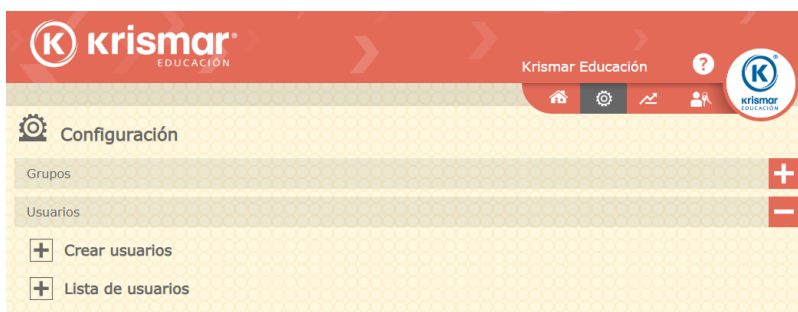 krismar
EDUCACIÓN
Krismar Educación
?
krismar
EDUCACIÓN
Configuración
Grupos
Usuarios
Crear usuarios
Lista de usuarios